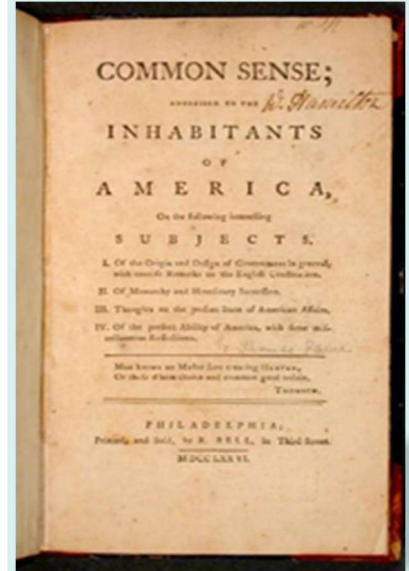 COMMON SENSE;
ADDRESSED TO THE
W. Hamilton
INHABITANTS
OF
AMERICA,
On the following interesting
SUBJECTS.
I. Of the Origin and Design of Government in general,
with concise Remarks on the English Constitution.
II. Of Monarchy and Hereditary Succession.
III. Thoughts on the present State of American Affairs.
IV. Of the present Ability of America, with some mis-
cellaneous Reflections.
Thomas Paine
Man knows no Master save creating HEAVEN,
Or those whom choice and common good ordain.
THOMSON.
PHILADELPHIA;
Printed, and Sold, by R. BELL, in Third-Street.
MDCCLXXVI.